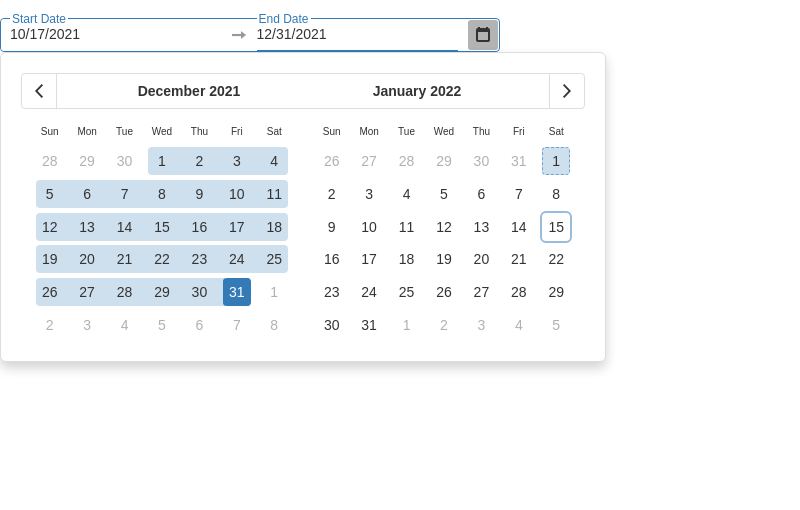 Start Date End Date
10/17/2021 12/31/2021
December 2021 January 2022
Sun Mon Tue Wed Thu Fri Sat Sun Mon Tue Wed Thu Fri Sat
28 29 30 1 2 3 4 26 27 28 29 30 31 1
5 6 7 8 9 10 11 2 3 4 5 6 7 8
12 13 14 15 16 17 18 9 10 11 12 13 14 15
19 20 21 22 23 24 25 16 17 18 19 20 21 22
26 27 28 29 30 31 1 23 24 25 26 27 28 29
2 3 4 5 6 7 8 30 31 1 2 3 4 5